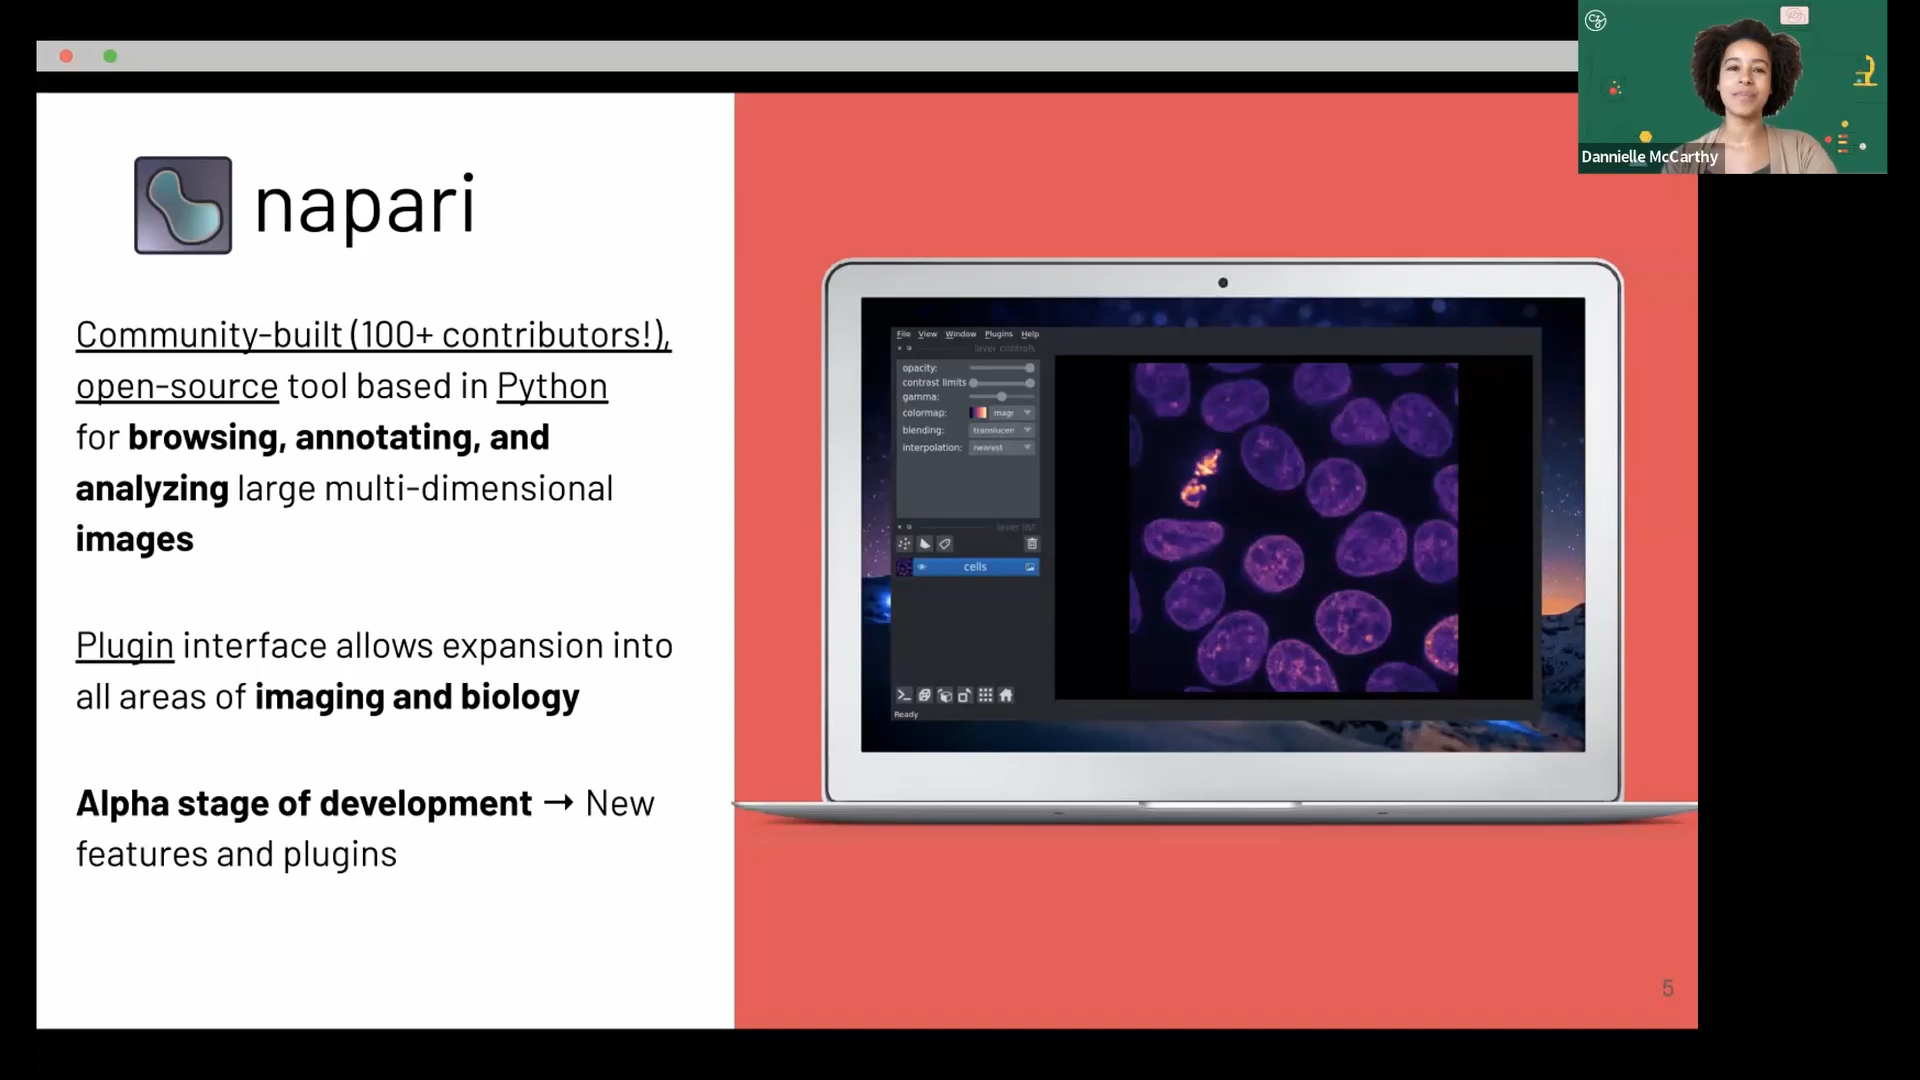 napari
Community-built (100+ contributors!),
open-source tool based in Python
for browsing, annotating, and
analyzing large multi-dimensional
images
Plugin interface allows expansion into
all areas of imaging and biology
Alpha stage of development → New
features and plugins
File View Window Plugins Help
layer controls
opacity:
contrast limits
gamma:
colormap: magr
blending: translucen
interpolation: nearest
layer list
cells
Ready
5
CZI
Dannielle McCarthy